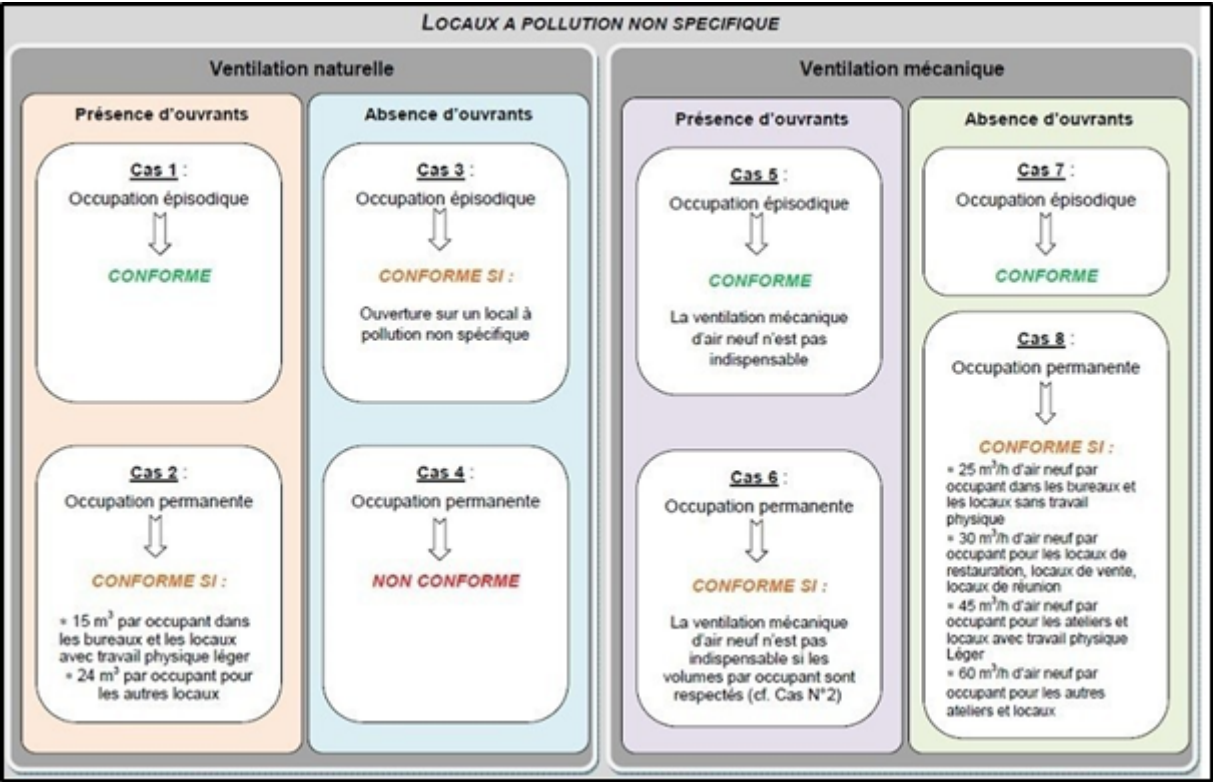 LOCAUX A POLLUTION NON SPECIFIQUE
Ventilation naturelle
Présence d'ouvrants
Cas 1 :
Occupation épisodique
CONFORME
Cas 2 :
Occupation permanente
CONFORME SI :
* 15 m³ par occupant dans
les bureaux et les locaux
avec travail physique léger
* 24 m³ par occupant pour
les autres locaux
Absence d'ouvrants
Cas 3 :
Occupation épisodique
CONFORME SI :
Ouverture sur un local à
pollution non spécifique
Cas 4 :
Occupation permanente
NON CONFORME
Ventilation mécanique
Présence d'ouvrants
Cas 5 :
Occupation épisodique
CONFORME
La ventilation mécanique
d'air neuf n'est pas
indispensable
Cas 6 :
Occupation permanente
CONFORME SI :
La ventilation mécanique
d'air neuf n'est pas
indispensable si les
volumes par occupant sont
respectés (cf. Cas N°2)
Absence d'ouvrants
Cas 7 :
Occupation épisodique
CONFORME
Cas 8 :
Occupation permanente
CONFORME SI :
* 25 m³/h d'air neuf par
occupant dans les bureaux et
les locaux sans travail
physique
* 30 m³/h d'air neuf par
occupant pour les locaux de
restauration, locaux de vente,
locaux de réunion
* 45 m³/h d'air neuf par
occupant pour les ateliers et
locaux avec travail physique
Léger
* 60 m³/h d'air neuf par
occupant pour les autres
ateliers et locaux